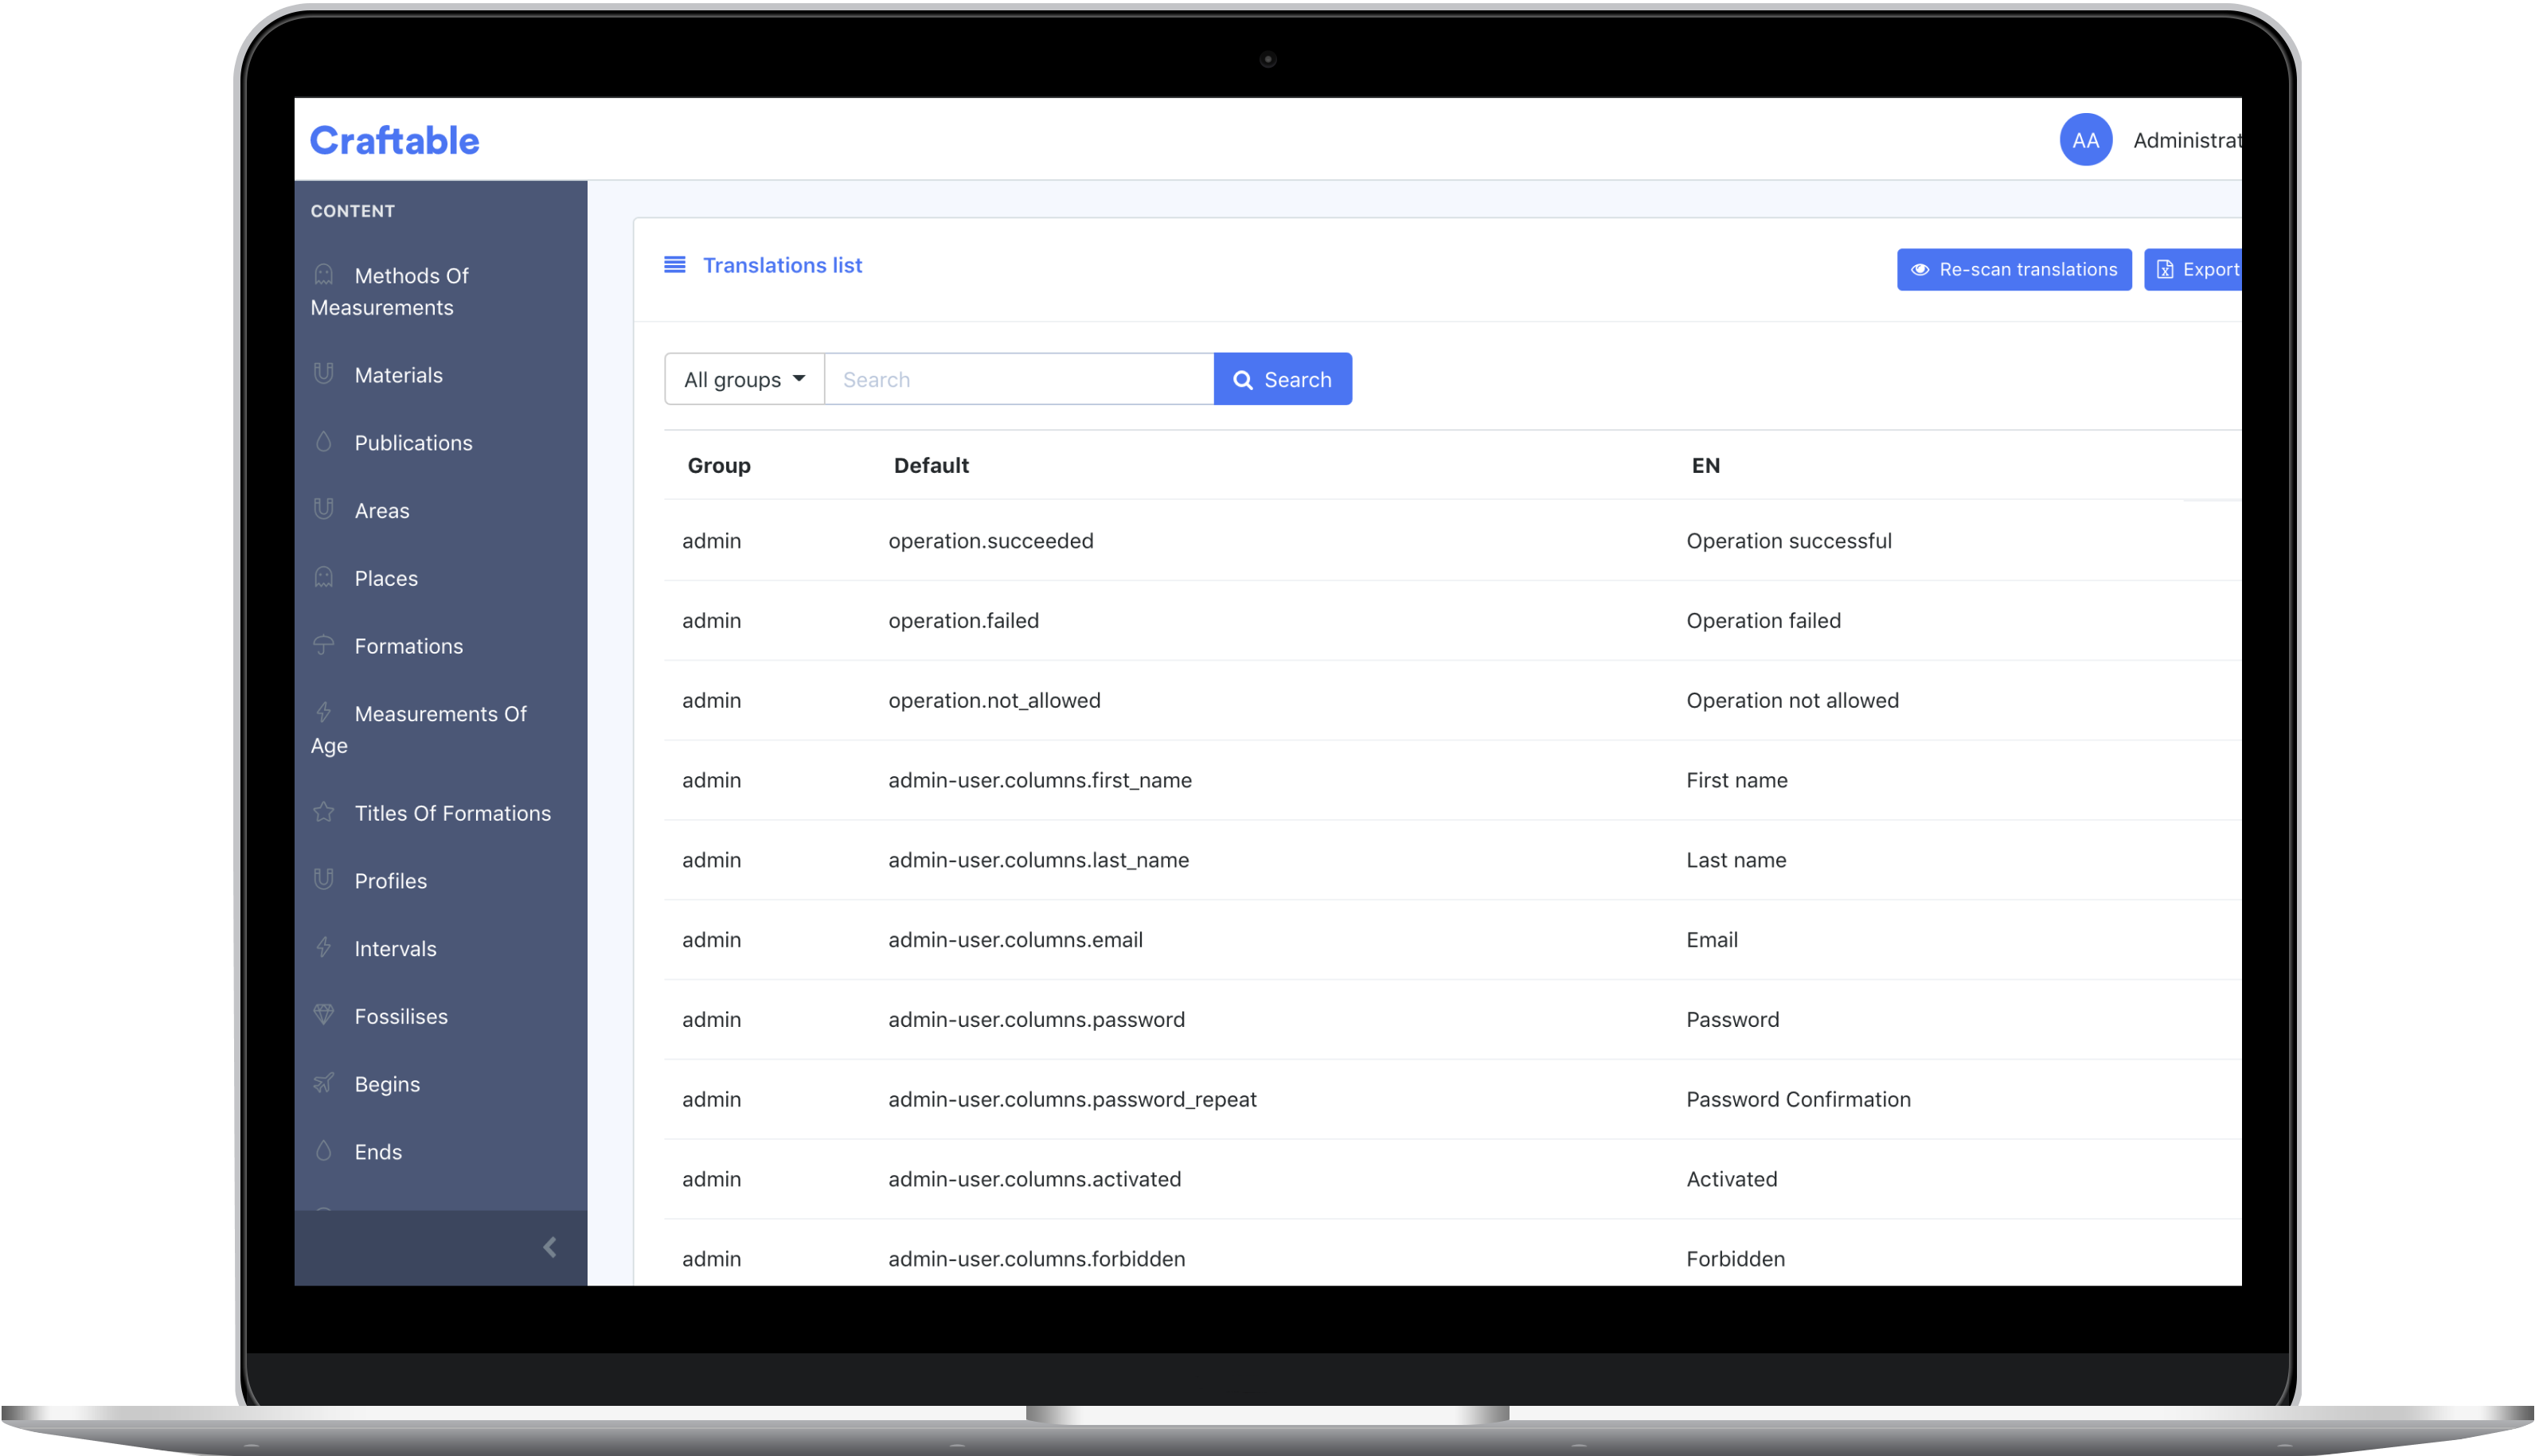 Craftable
AA Administrat
CONTENT
Methods Of
Measurements
Materials
Publications
Areas
Places
Formations
Measurements Of
Age
Titles Of Formations
Profiles
Intervals
Fossilises
Begins
Ends
Translations list
Re-scan translations
Export
All groups
Search
Search
Group Default EN
admin operation.succeeded Operation successful
admin operation.failed Operation failed
admin operation.not_allowed Operation not allowed
admin admin-user.columns.first_name First name
admin admin-user.columns.last_name Last name
admin admin-user.columns.email Email
admin admin-user.columns.password Password
admin admin-user.columns.password_repeat Password Confirmation
admin admin-user.columns.activated Activated
admin admin-user.columns.forbidden Forbidden